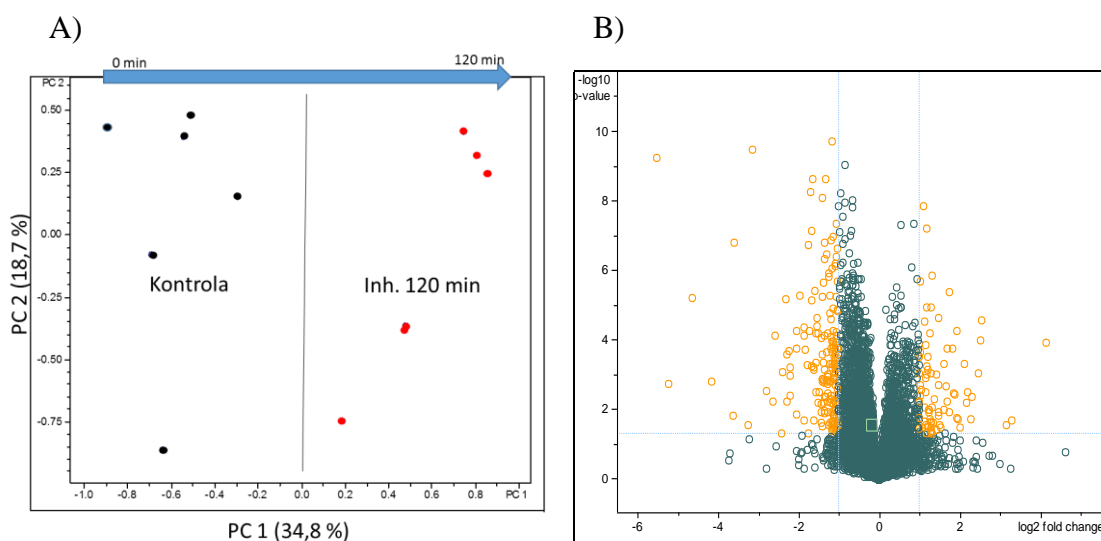 A)
0 min
120 min
PC 2
0.50
0.25
0.00
-0.25
-0.50
-0.75
PC 2 (18,7 %)
Kontrola
Inh. 120 min
-1.0
-0.8
-0.6
-0.4
-0.2
0.0
0.2
0.4
0.6
0.8
PC 1
PC 1 (34,8 %)
B)
-log10
p-value
10
8
6
4
2
0
-6
-4
-2
0
2
log2 fold change